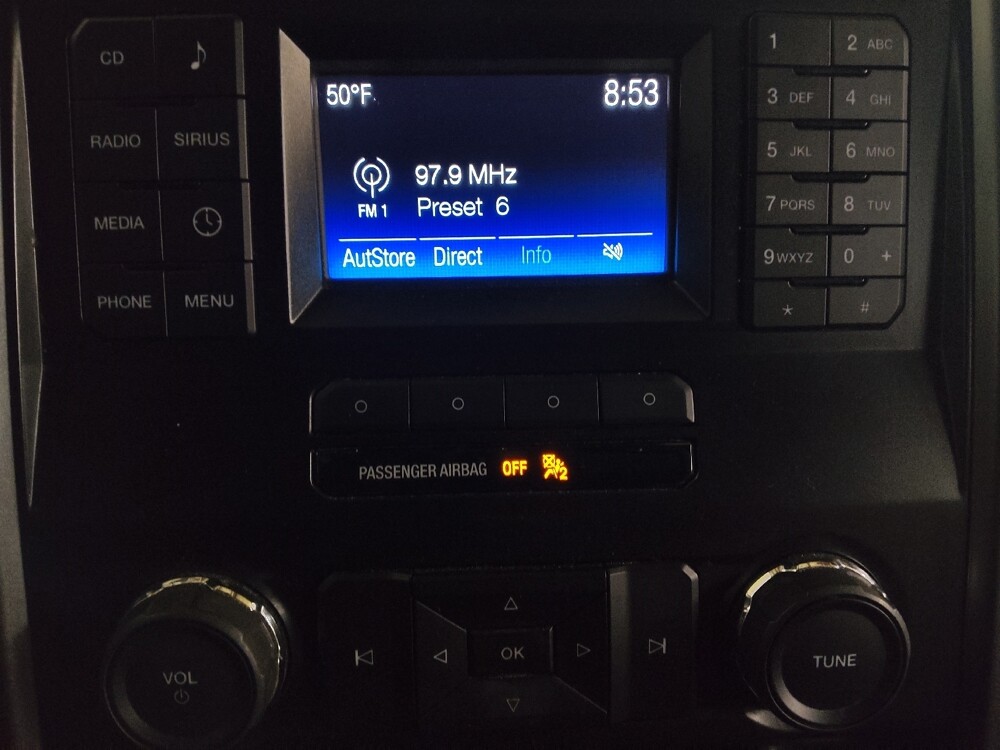 CD
RADIO SIRIUS
MEDIA
PHONE MENU
50°F 8:53
97.9 MHz
FM 1 Preset 6
AutStore Direct Info
1 2 ABC
3 DEF 4 GHI
5 JKL 6 MNO
7 PQRS 8 TUV
9 WXYZ 0 +
* #
PASSENGER AIRBAG OFF 2
VOL OK TUNE